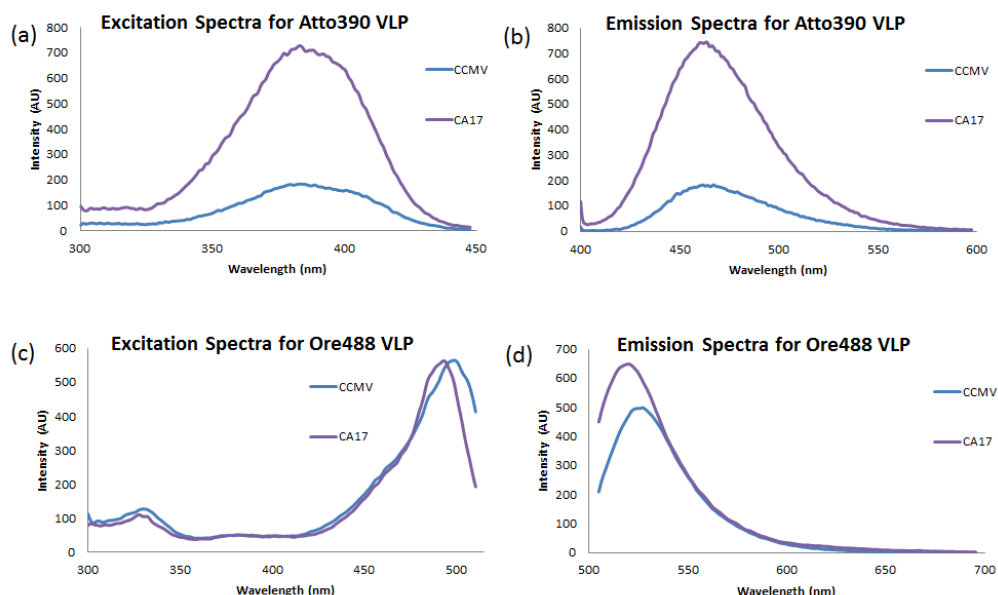 (a)
Excitation Spectra for Atto390 VLP
800
700
600
500
400
300
200
100
0
Intensity (AU)
CCMV
CA17
300 350 400 450
Wavelength (nm)
(b)
Emission Spectra for Atto390 VLP
800
700
600
500
400
300
200
100
0
Intensity (AU)
CCMV
CA17
400 450 500 550 600
Wavelength (nm)
(c)
Excitation Spectra for Ore488 VLP
600
500
400
300
200
100
0
Intensity (AU)
CCMV
CA17
300 350 400 450 500
Wavelength (nm)
(d)
Emission Spectra for Ore488 VLP
700
600
500
400
300
200
100
0
Intensity (AU)
CCMV
CA17
500 550 600 650 700
Wavelength (nm)